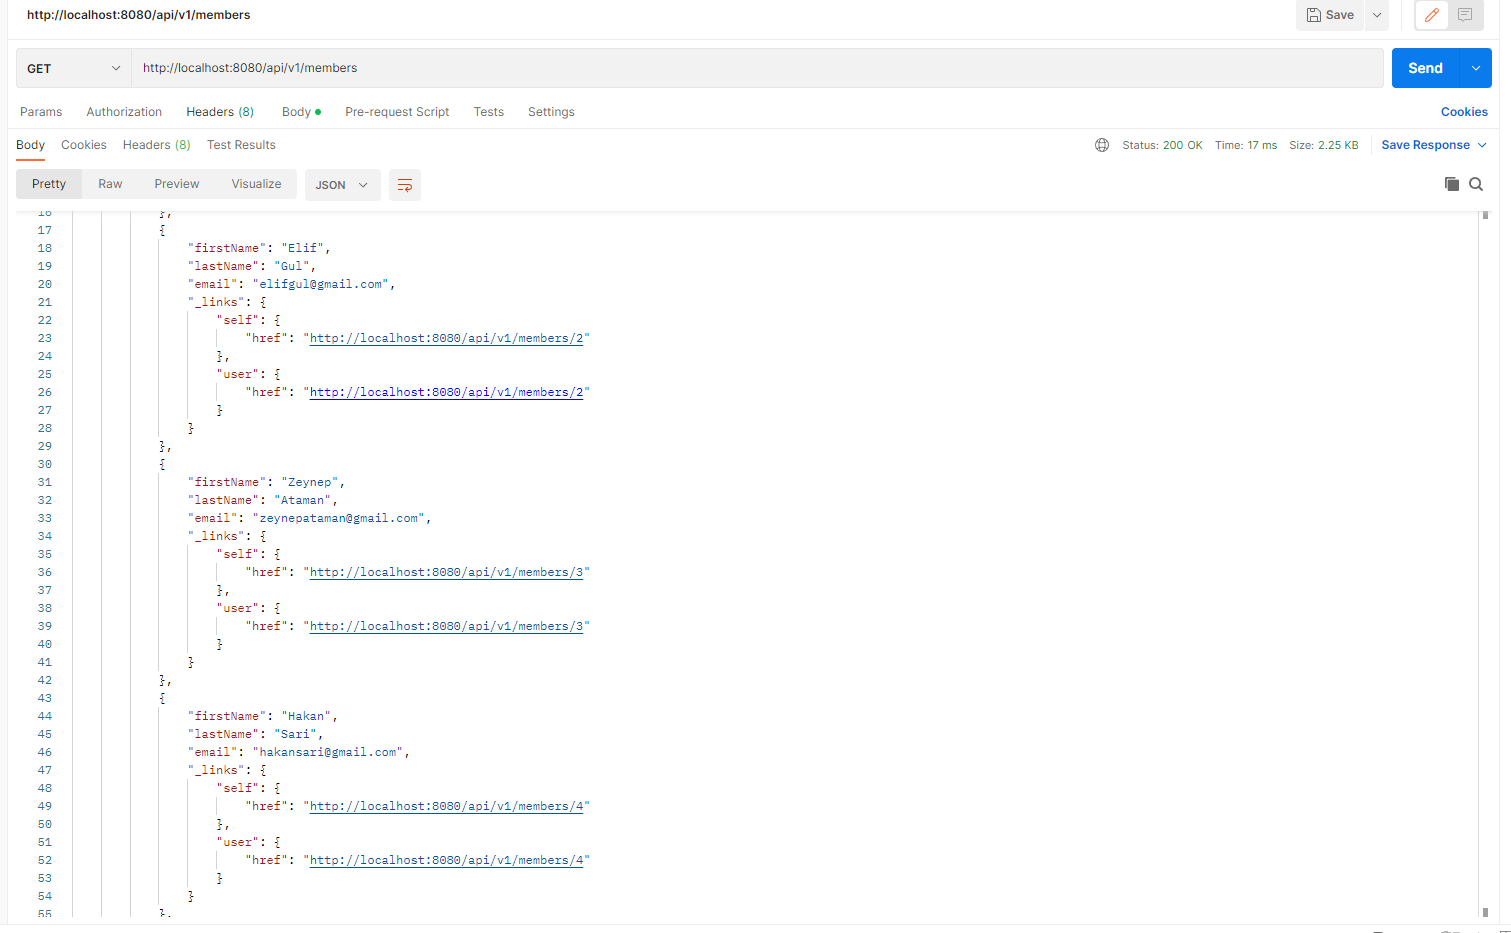 http://localhost:8080/api/v1/members
Save
GET
http://localhost:8080/api/v1/members
Send
Params Authorization Headers (8) Body Pre-request Script Tests Settings
Cookies
Body Cookies Headers (8) Test Results
Status: 200 OK Time: 17 ms Size: 2.25 KB Save Response
Pretty Raw Preview Visualize JSON
16 },
17 {
18 "firstName": "Elif",
19 "lastName": "Gul",
20 "email": "elifgul@gmail.com",
21 "_links": {
22 "self": {
23 "href": "http://localhost:8080/api/v1/members/2"
24 },
25 "user": {
26 "href": "http://localhost:8080/api/v1/members/2"
27 }
28 }
29 },
30 {
31 "firstName": "Zeynep",
32 "lastName": "Ataman",
33 "email": "zeynepataman@gmail.com",
34 "_links": {
35 "self": {
36 "href": "http://localhost:8080/api/v1/members/3"
37 },
38 "user": {
39 "href": "http://localhost:8080/api/v1/members/3"
40 }
41 }
42 },
43 {
44 "firstName": "Hakan",
45 "lastName": "Sari",
46 "email": "hakansari@gmail.com",
47 "_links": {
48 "self": {
49 "href": "http://localhost:8080/api/v1/members/4"
50 },
51 "user": {
52 "href": "http://localhost:8080/api/v1/members/4"
53 }
54 }
55 },